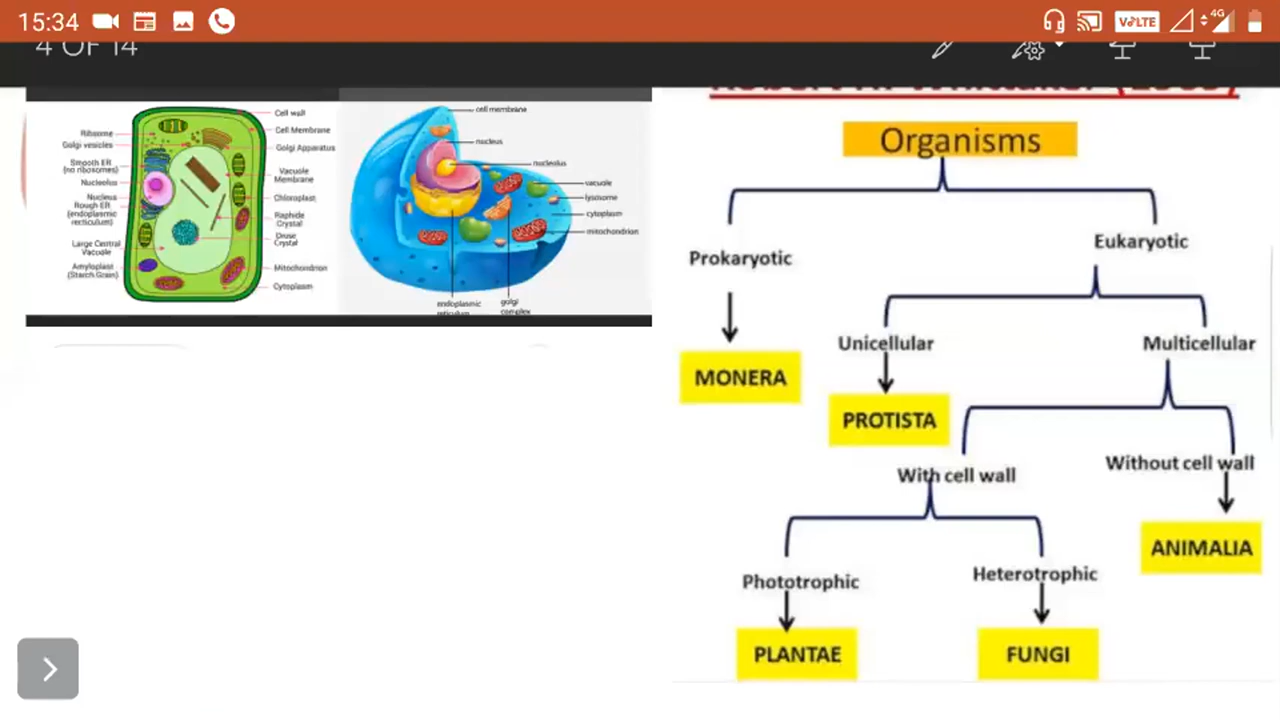 15:34
VoLTE
4G
4 OF 14
Cell wall
Cell Membrane
Ribosome
Golgi vesicles
Golgi Apparatus
Smooth ER
(no ribosomes)
Vacuole
Membrane
Nucleolus
Nucleus
Chloroplast
Rough ER
(endoplasmic
recticulum)
Raphide
Crystal
Druse
Crystal
Large Central
Vacuole
Amyloplast
(Starch Grain)
Mitochondrion
Cytoplasm
cell membrane
nucleus
nucleolus
vacuole
lysosome
cytoplasm
mitochondrion
endoplasmic
reticulum
golgi
complex
Organisms
Prokaryotic
Eukaryotic
Unicellular
Multicellular
MONERA
PROTISTA
With cell wall
Without cell wall
ANIMALIA
Phototrophic
Heterotrophic
PLANTAE
FUNGI